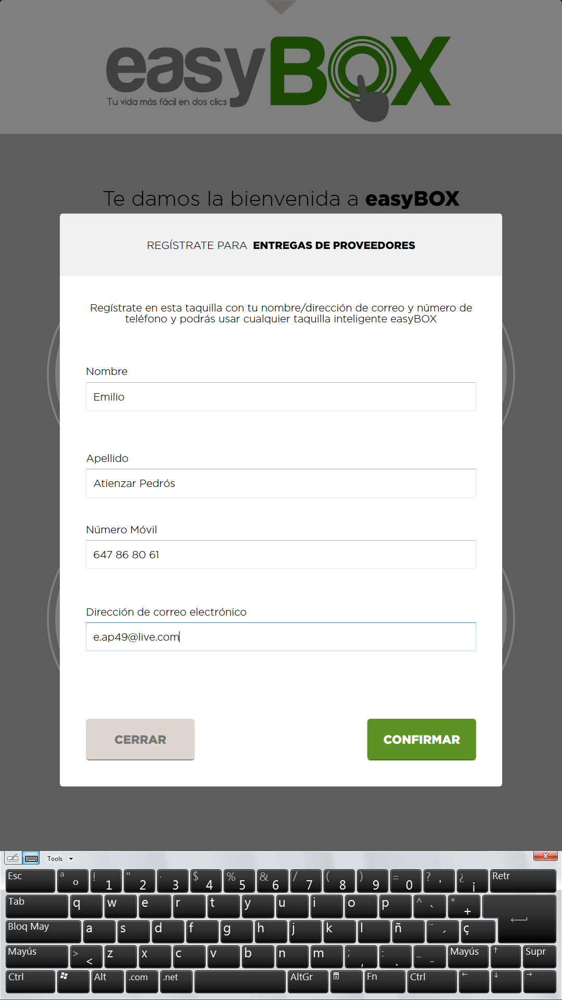 easyBOX
Tu vida más fácil en dos clics
Te damos la bienvenida a easyBOX
REGÍSTRATE PARA ENTREGAS DE PROVEEDORES
Regístrate en esta taquilla con tu nombre/dirección de correo y número de
teléfono y podrás usar cualquier taquilla inteligente easyBOX
Nombre
Emilio
Apellido
Atienzar Pedrós
Número Móvil
647 86 80 61
Dirección de correo electrónico
e.ap49@live.com
CERRAR CONFIRMAR
Tools
Esc ª º ! 1 " 2 · 3 $ 4 % 5 & 6 / 7 ( 8 ) 9 = 0 ? ' ¿ ¡ Retr
Tab q w e r t y u i o p ^ ` * +
Bloq May a s d f g h j k l ñ ¨ ´ ç
Mayús > < z x c v b n m ; , : . _ - Mayús ↑ Supr
Ctrl Alt .com .net AltGr Fn Ctrl ← ↓ →